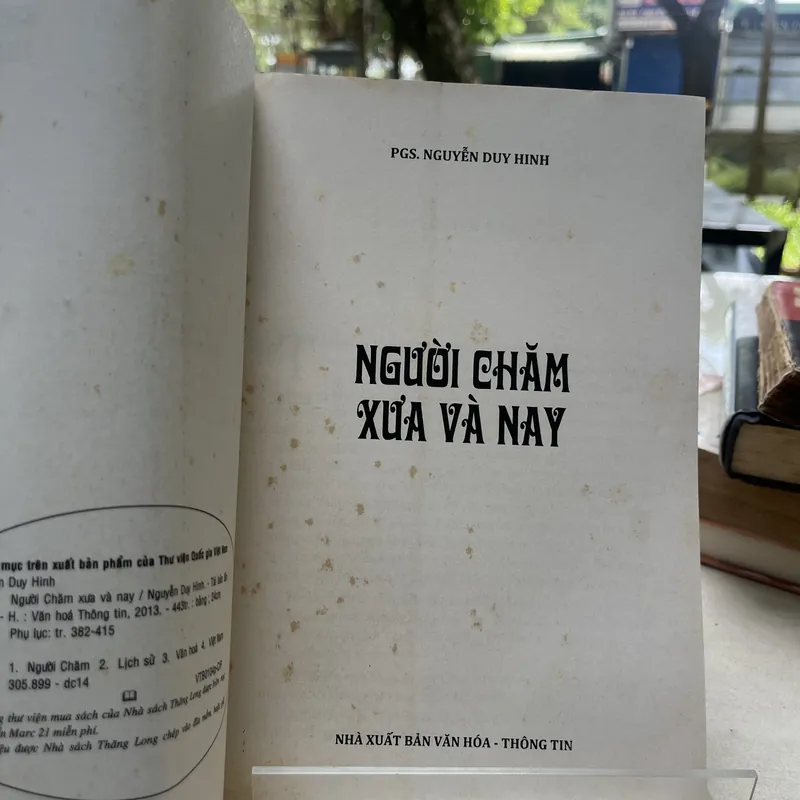 mục trên xuất bản phẩm của Thư viện Quốc gia Việt Nam
Duy Hinh
Người Chăm xưa và nay / Nguyễn Duy Hinh. - Tái bản
- H. : Văn hoá Thông tin, 2013. - 443tr. : bảng ; 24cm
Phụ lục: tr. 382-415
1. Người Chăm 2. Lịch sử 3. Văn hoá 4. Việt Nam
305.899 - dc14
thư viện mua sách của Nhà sách Thăng Long được
Marc 21 miễn phí.
được Nhà sách Thăng Long chép vào đĩa mềm,
PGS. NGUYỄN DUY HINH
NGƯỜI CHĂM
XƯA VÀ NAY
NHÀ XUẤT BẢN VĂN HÓA - THÔNG TIN